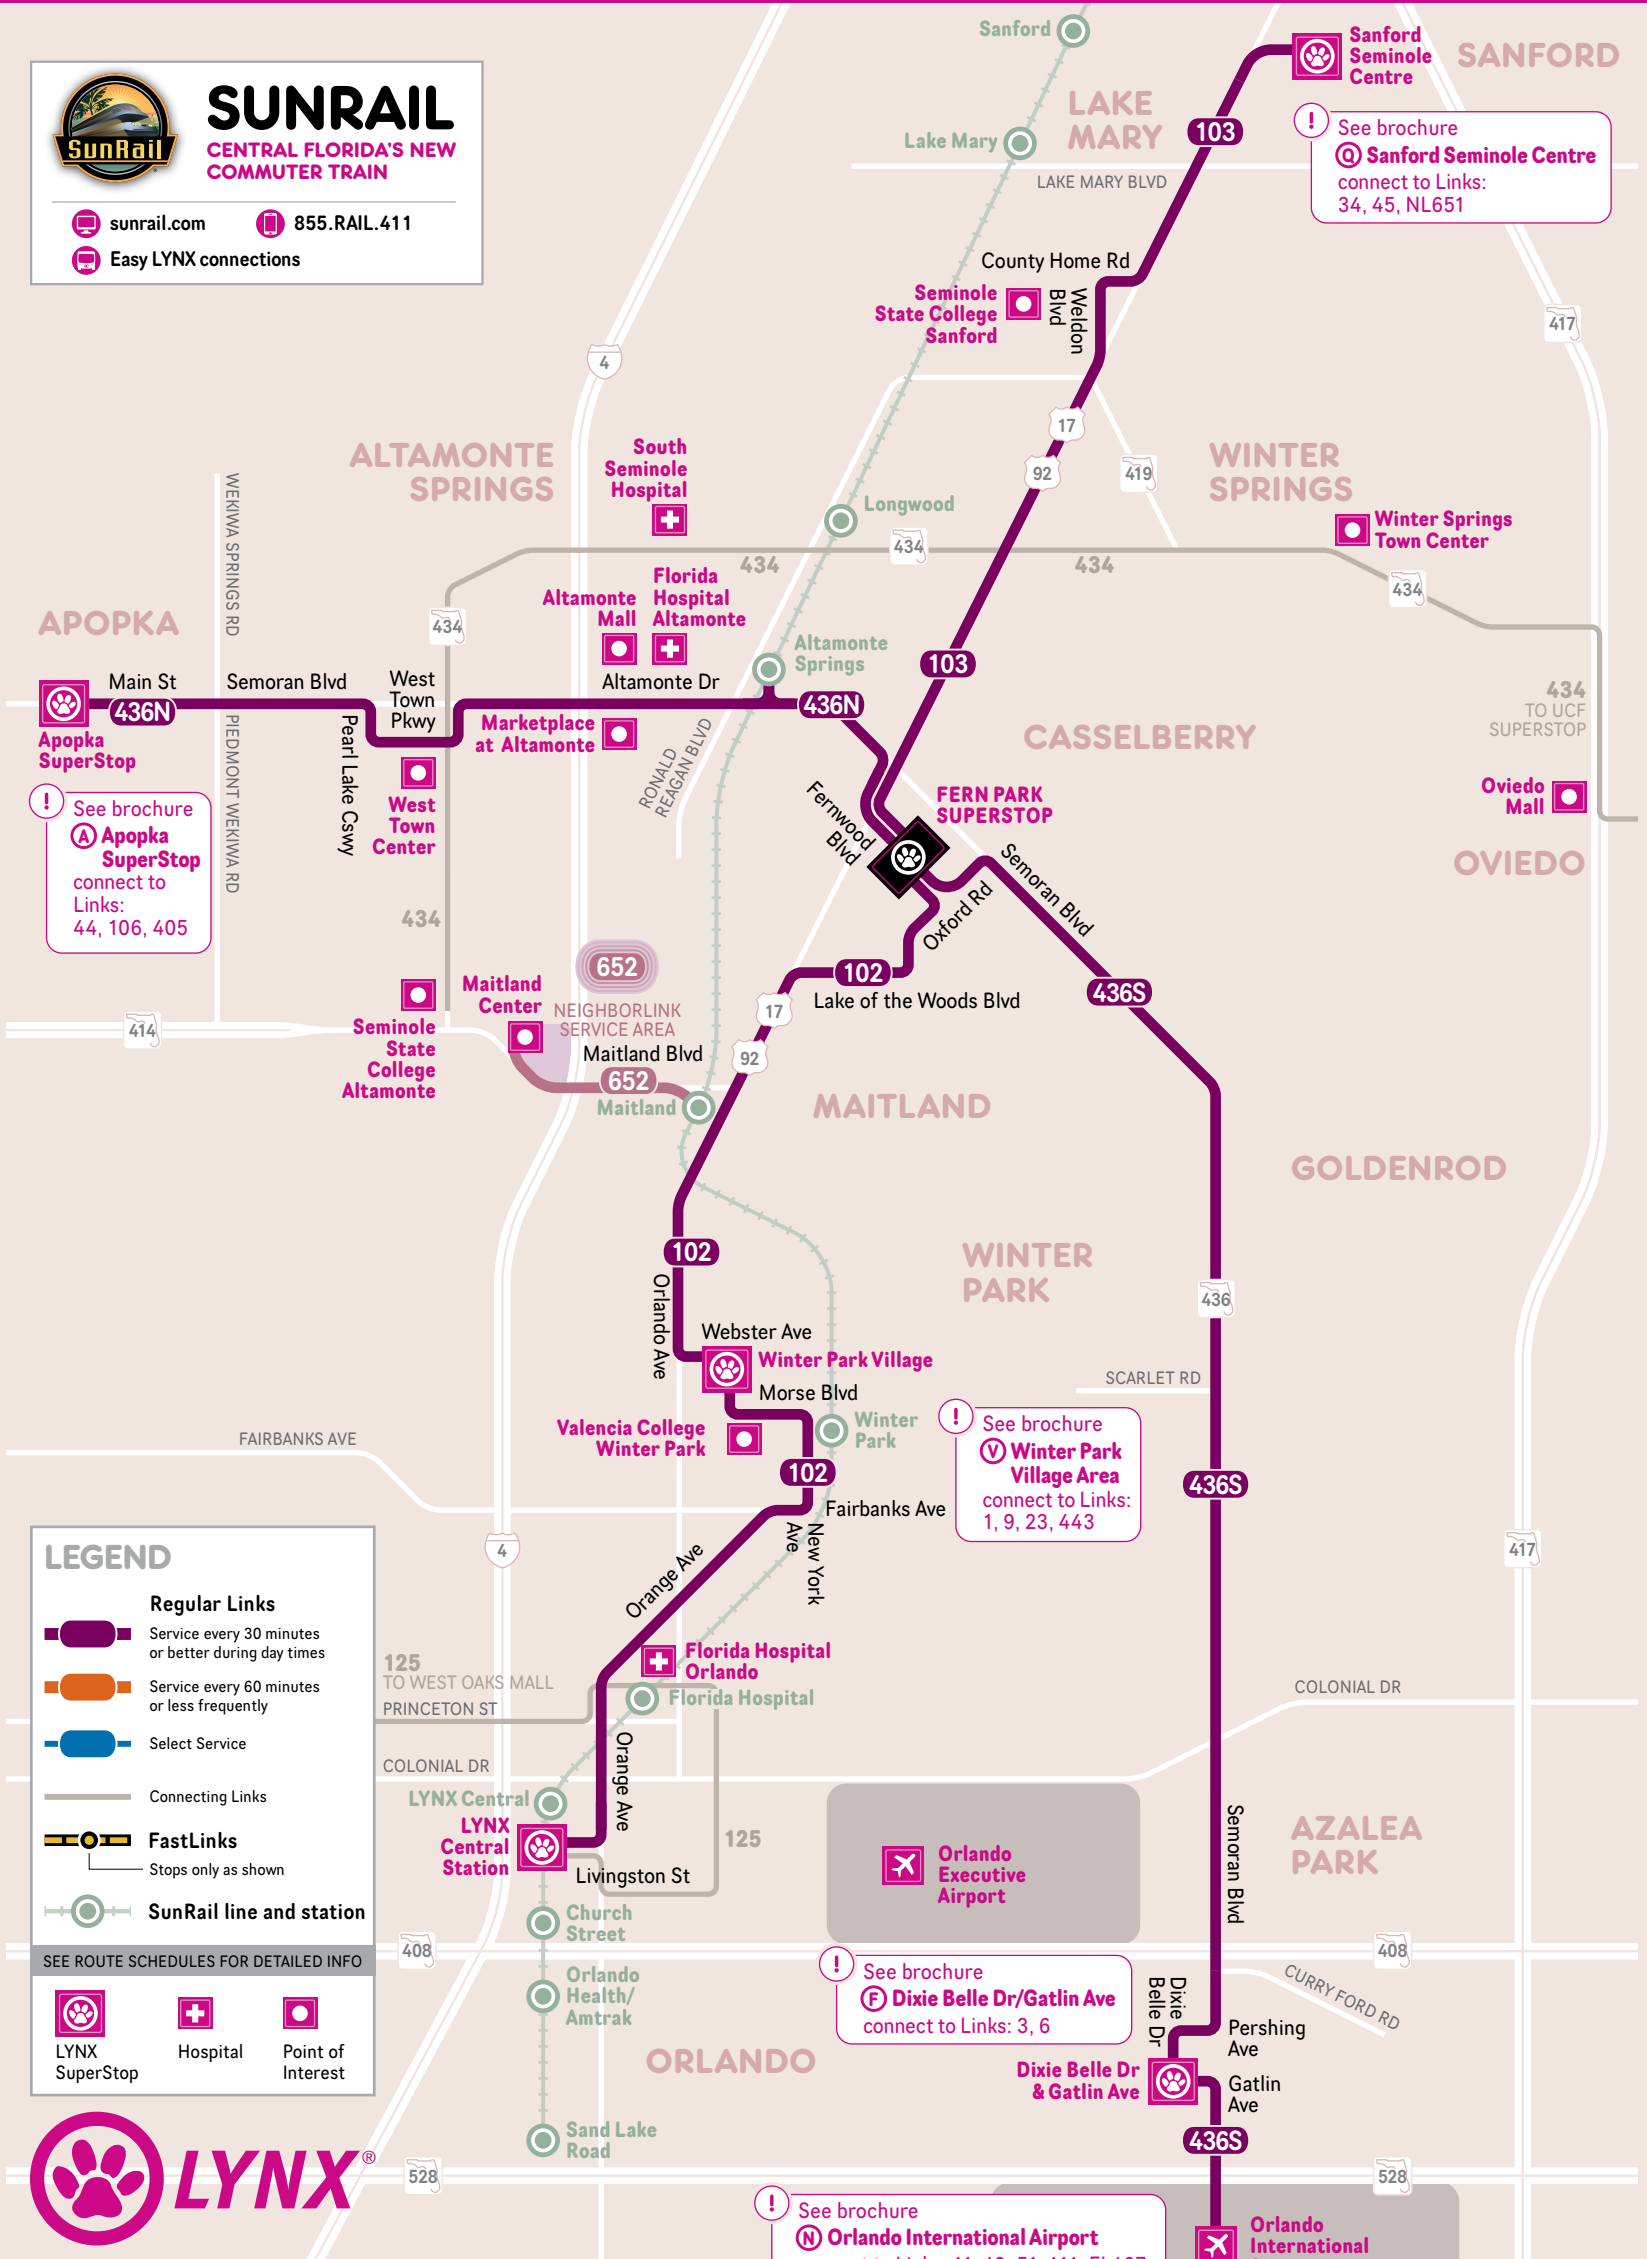 SunRail
SUNRAIL
CENTRAL FLORIDA'S NEW
COMMUTER TRAIN
sunrail.com
855.RAIL.411
Easy LYNX connections
Sanford
Sanford
Seminole
Centre
SANFORD
LAKE
MARY
Lake Mary
103
!
See brochure
Q Sanford Seminole Centre
connect to Links:
34, 45, NL651
LAKE MARY BLVD
County Home Rd
Seminole
State College
Sanford
Weldon
Blvd
417
4
17
92
419
ALTAMONTE
SPRINGS
South
Seminole
Hospital
WINTER
SPRINGS
Longwood
Winter Springs
Town Center
434
434
434
434
WEKIWA SPRINGS RD
Florida
Hospital
Altamonte
Altamonte
Mall
APOPKA
434
Altamonte
Springs
103
Main St
436N
Semoran Blvd
West
Town
Pkwy
Altamonte Dr
436N
Apopka
SuperStop
Pearl Lake Cswy
PIEDMONT WEKIWA RD
Marketplace
at Altamonte
RONALD
REAGAN BLVD
CASSELBERRY
434
TO UCF
SUPERSTOP
West
Town
Center
!
See brochure
A Apopka
SuperStop
connect to
Links:
44, 106, 405
Fernwood
Blvd
FERN PARK
SUPERSTOP
Oviedo
Mall
OVIEDO
Semoran Blvd
Oxford Rd
434
652
NEIGHBORLINK
SERVICE AREA
Maitland
Center
102
Lake of the Woods Blvd
436S
414
Seminole
State
College
Altamonte
17
92
Maitland Blvd
652
Maitland
MAITLAND
GOLDENROD
102
WINTER
PARK
Orlando Ave
436
Webster Ave
Winter Park Village
Morse Blvd
SCARLET RD
Valencia College
Winter Park
Winter
Park
!
See brochure
V Winter Park
Village Area
connect to Links:
1, 9, 23, 443
FAIRBANKS AVE
102
436S
Fairbanks Ave
New York
Ave
Orange Ave
4
417
LEGEND
Regular Links
Service every 30 minutes
or better during day times
Service every 60 minutes
or less frequently
Select Service
Connecting Links
FastLinks
Stops only as shown
SunRail line and station
SEE ROUTE SCHEDULES FOR DETAILED INFO
LYNX
SuperStop
Hospital
Point of
Interest
Florida Hospital
Orlando
Florida Hospital
125
TO WEST OAKS MALL
PRINCETON ST
COLONIAL DR
COLONIAL DR
Orange Ave
LYNX Central
LYNX
Central
Station
Livingston St
125
Orlando
Executive
Airport
Semoran Blvd
AZALEA
PARK
Church
Street
408
408
Orlando
Health/
Amtrak
!
See brochure
F Dixie Belle Dr/Gatlin Ave
connect to Links: 3, 6
CURRY FORD RD
Dixie
Belle Dr
Pershing
Ave
ORLANDO
Dixie Belle Dr
& Gatlin Ave
Gatlin
Ave
Sand Lake
Road
436S
LYNX®
528
528
!
See brochure
N Orlando International Airport
Orlando
International